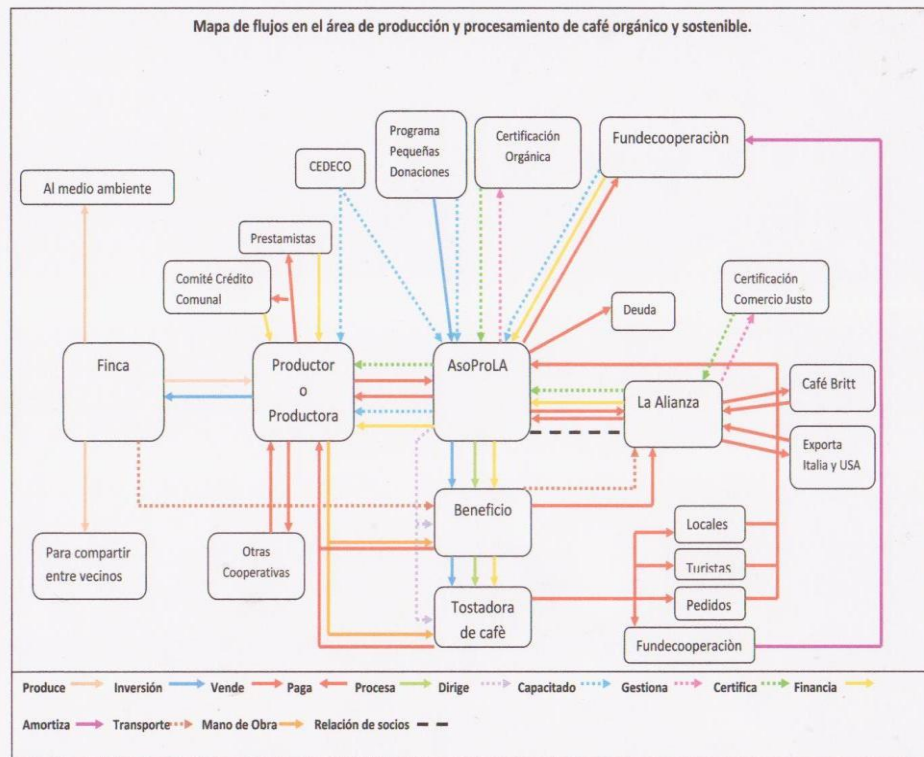 Mapa de flujos en el área de producción y procesamiento de café orgánico y sostenible.
Programa
Pequeñas
Donaciones
Certificación
Orgánica
Fundecooperaciòn
CEDECO
Al medio ambiente
Prestamistas
Comité Crédito
Comunal
Certificación
Comercio Justo
Deuda
Finca
Productor
o
Productora
AsoProLA
La Alianza
Café Britt
Exporta
Italia y USA
Beneficio
Para compartir
entre vecinos
Otras
Cooperativas
Locales
Turistas
Pedidos
Tostadora
de cafè
Fundecooperaciòn
Produce Inversión Vende Paga Procesa Dirige Capacitado Gestiona Certifica Financia
Amortiza Transporte Mano de Obra Relación de socios